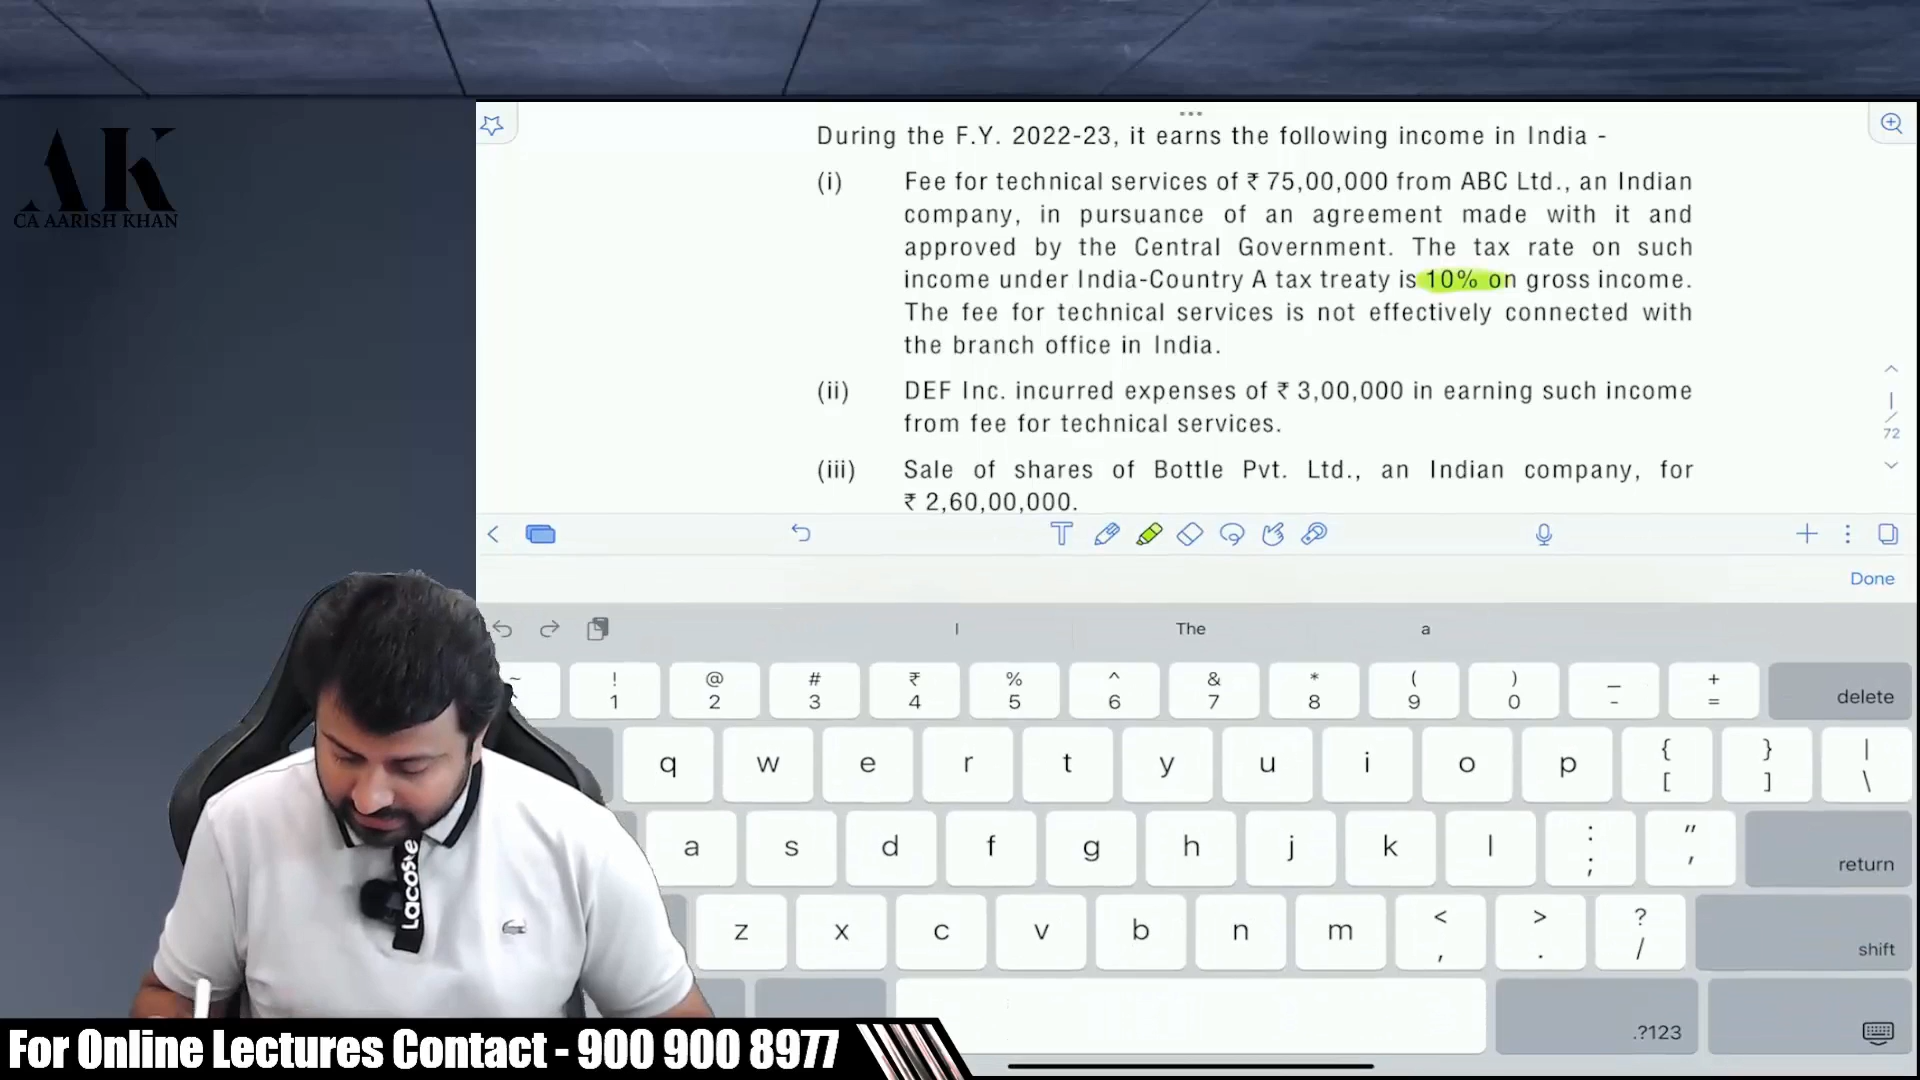 AK
CA AARISH KHAN
During the F.Y. 2022-23, it earns the following income in India -
(i) Fee for technical services of ₹ 75,00,000 from ABC Ltd., an Indian
company, in pursuance of an agreement made with it and
approved by the Central Government. The tax rate on such
income under India-Country A tax treaty is 10% on gross income.
The fee for technical services is not effectively connected with
the branch office in India.
(ii) DEF Inc. incurred expenses of ₹ 3,00,000 in earning such income
from fee for technical services.
(iii) Sale of shares of Bottle Pvt. Ltd., an Indian company, for
₹ 2,60,00,000.
72
T
Done
I The a
~ ! @ # ₹ % ^ & * ( ) _ +
1 2 3 4 5 6 7 8 9 0 - = delete
q w e r t y u i o p { [ } ] | \
a s d f g h j k l : ; " ' return
z x c v b n m < , > . ? / shift
.?123
Lacoste
For Online Lectures Contact - 900 900 8977